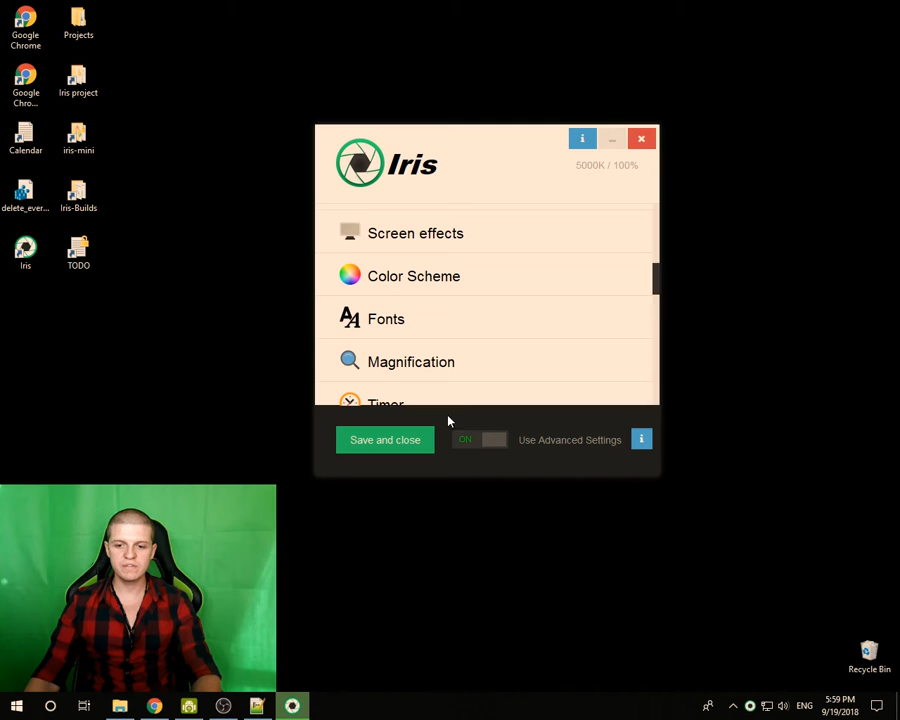 Google
Chrome
Projects
Google
Chro...
Iris project
Calendar
iris-mini
delete_ever...
Iris-Builds
Iris
TODO
Iris
5000K / 100%
Screen effects
Color Scheme
Fonts
Magnification
Timer
Save and close
ON
Use Advanced Settings
Recycle Bin
ENG
5:59 PM
9/19/2018